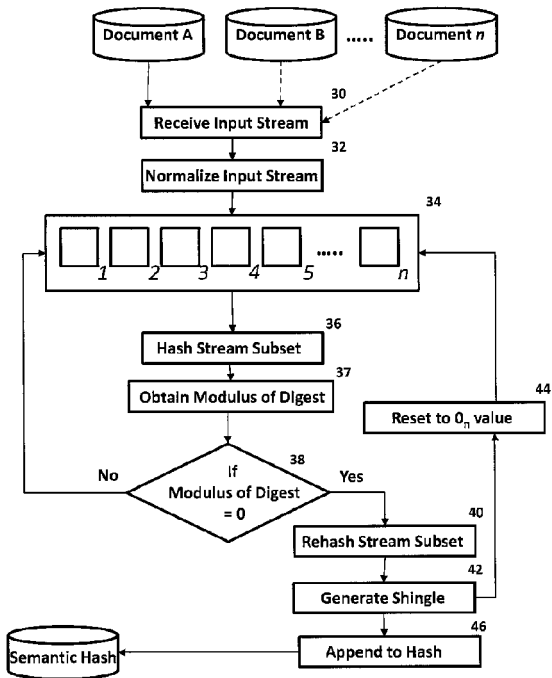 Document A
Document B
.....
Document n
30
Receive Input Stream
32
Normalize Input Stream
34
1 2 3 4 5 ..... n
36
Hash Stream Subset
37
Obtain Modulus of Digest
44
Reset to 0n value
38
No
If
Modulus of Digest
= 0
Yes
40
Rehash Stream Subset
42
Generate Shingle
46
Append to Hash
Semantic Hash